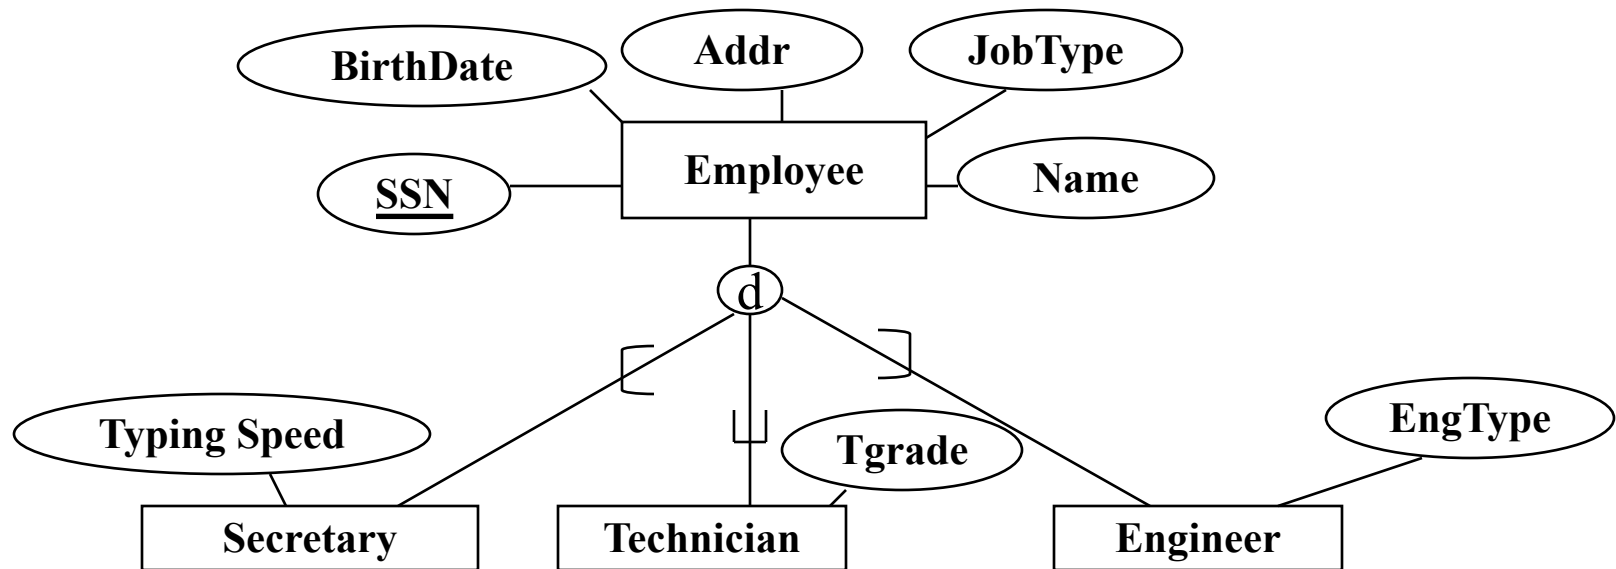 BirthDate
Addr
JobType
SSN
Employee
Name
d
Typing Speed
Tgrade
EngType
Secretary
Technician
Engineer